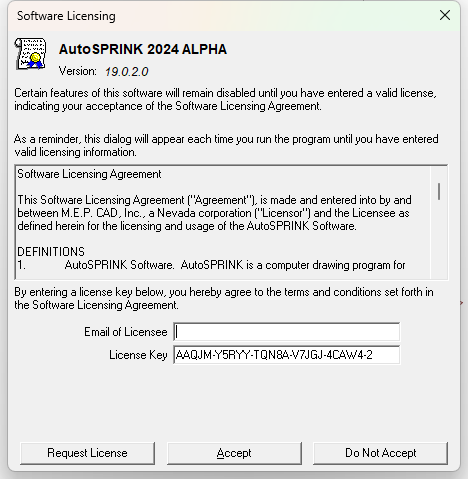 Software Licensing
AutoSPRINK 2024 ALPHA
Version: 19.0.2.0
Certain features of this software will remain disabled until you have entered a valid license,
indicating your acceptance of the Software Licensing Agreement.
As a reminder, this dialog will appear each time you run the program until you have entered
valid licensing information.
Software Licensing Agreement
This Software Licensing Agreement ("Agreement"), is made and entered into by and
between M.E.P. CAD, Inc., a Nevada corporation ("Licensor") and the Licensee as
defined herein for the licensing and usage of the AutoSPRINK Software.
DEFINITIONS
1. AutoSPRINK Software. AutoSPRINK is a computer drawing program for
By entering a license key below, you hereby agree to the terms and conditions set forth in
the Software Licensing Agreement.
Email of Licensee
License Key AAQJM-Y5RYY-TQN8A-V7JGJ-4CAW4-2
Request License Accept Do Not Accept